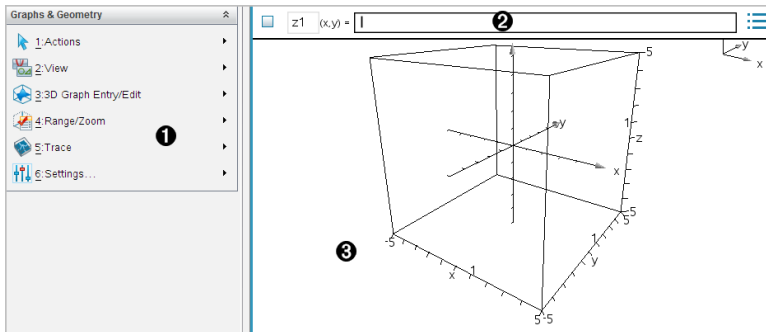 Graphs & Geometry
1:Actions
2:View
3:3D Graph Entry/Edit
4:Range/Zoom
5:Trace
6:Settings...
1
z1 (x,y) =
2
y
x
5
y
1
z
x
-5
5
-5
3
1
x
1
y
5 -5